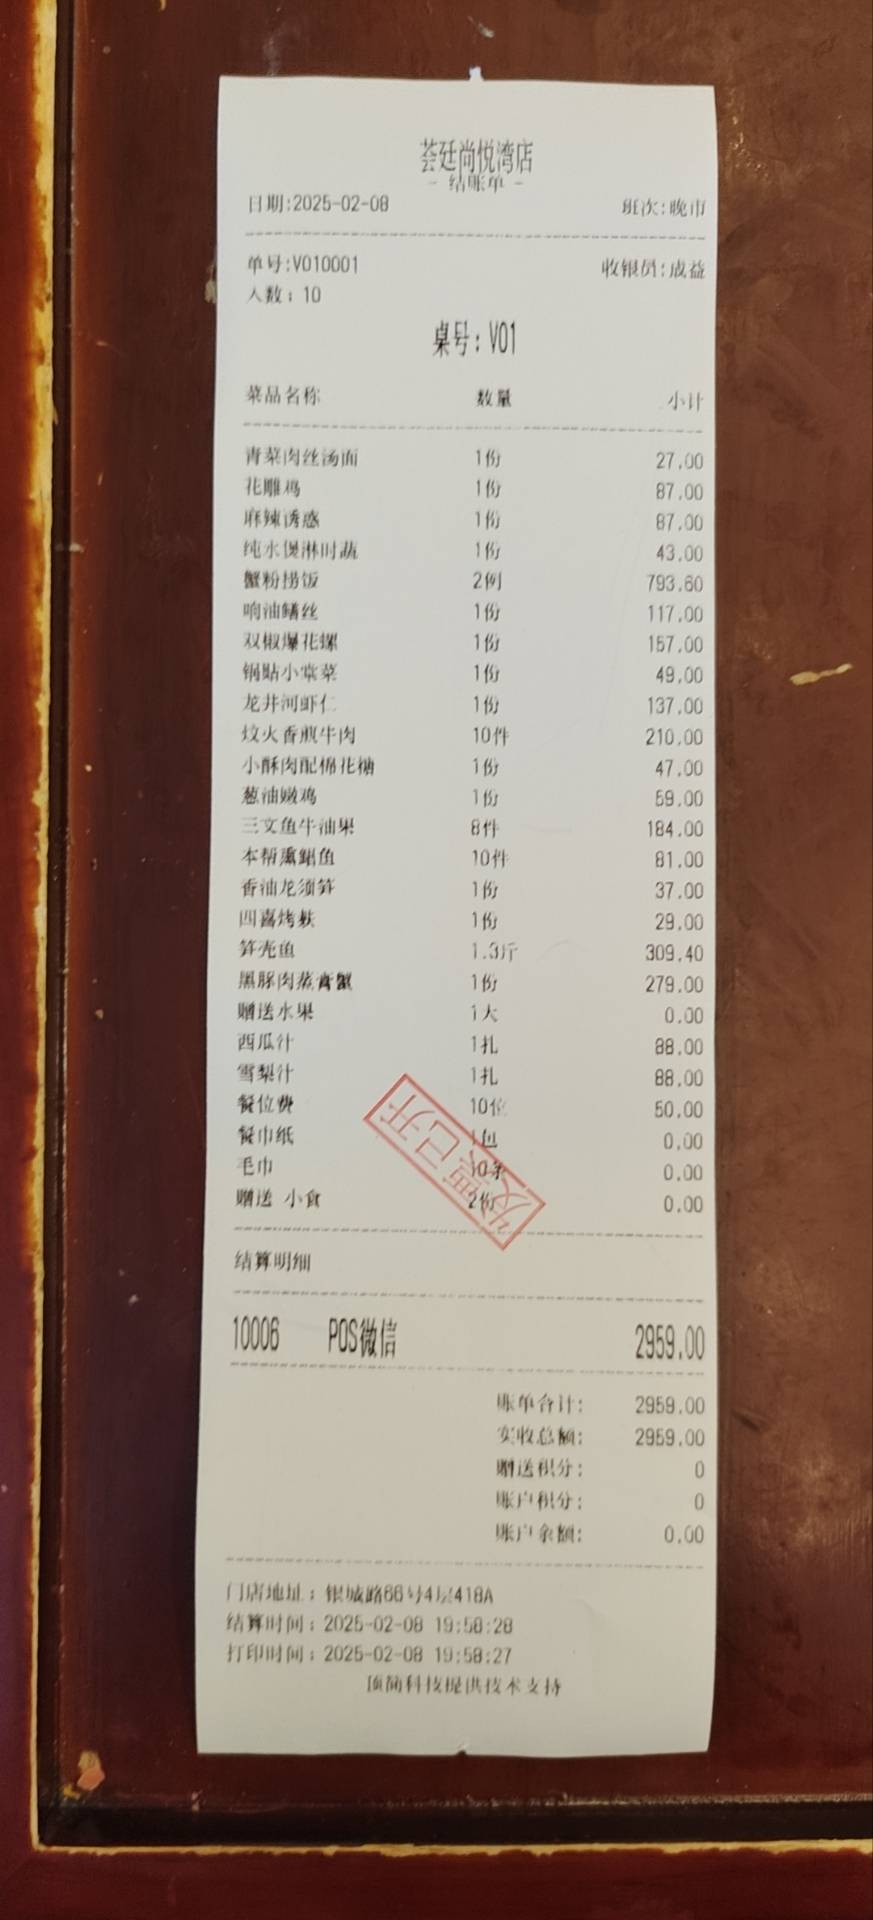 荟廷尚悦湾店
- 结账单 -
日期:2025-02-08 班次:晚市
单号:V010001 收银员:成益
人数：10
桌号：V01
菜品名称 数量 小计
青菜肉丝汤面 1份 27.00
花雕鸡 1份 87.00
麻辣诱惑 1份 87.00
纯水煲淋时蔬 1份 43.00
蟹粉捞饭 2例 793.60
响油鳝丝 1份 117.00
双椒爆花螺 1份 157.00
锅贴小棠菜 1份 49.00
龙井河虾仁 1份 137.00
炆火香煎牛肉 10件 210.00
小酥肉配棉花糖 1份 47.00
葱油嫩鸡 1份 59.00
三文鱼牛油果 8件 184.00
本帮熏鲳鱼 10件 81.00
香油龙须笋 1份 37.00
四喜烤麸 1份 29.00
笋壳鱼 1.3斤 309.40
黑豚肉蒸膏蟹 1份 279.00
赠送水果 1大 0.00
西瓜汁 1扎 88.00
雪梨汁 1扎 88.00
餐位费 10位 50.00
餐巾纸 1包 0.00
毛巾 10条 0.00
赠送 小食 2份 0.00
发票已开
结算明细
10006 POS微信 2959.00
账单合计: 2959.00
实收总额: 2959.00
赠送积分: 0
账户积分: 0
账户余额: 0.00
门店地址：银城路66号4层418A
结算时间：2025-02-08 19:58:28
打印时间：2025-02-08 19:58:27
顶简科技提供技术支持